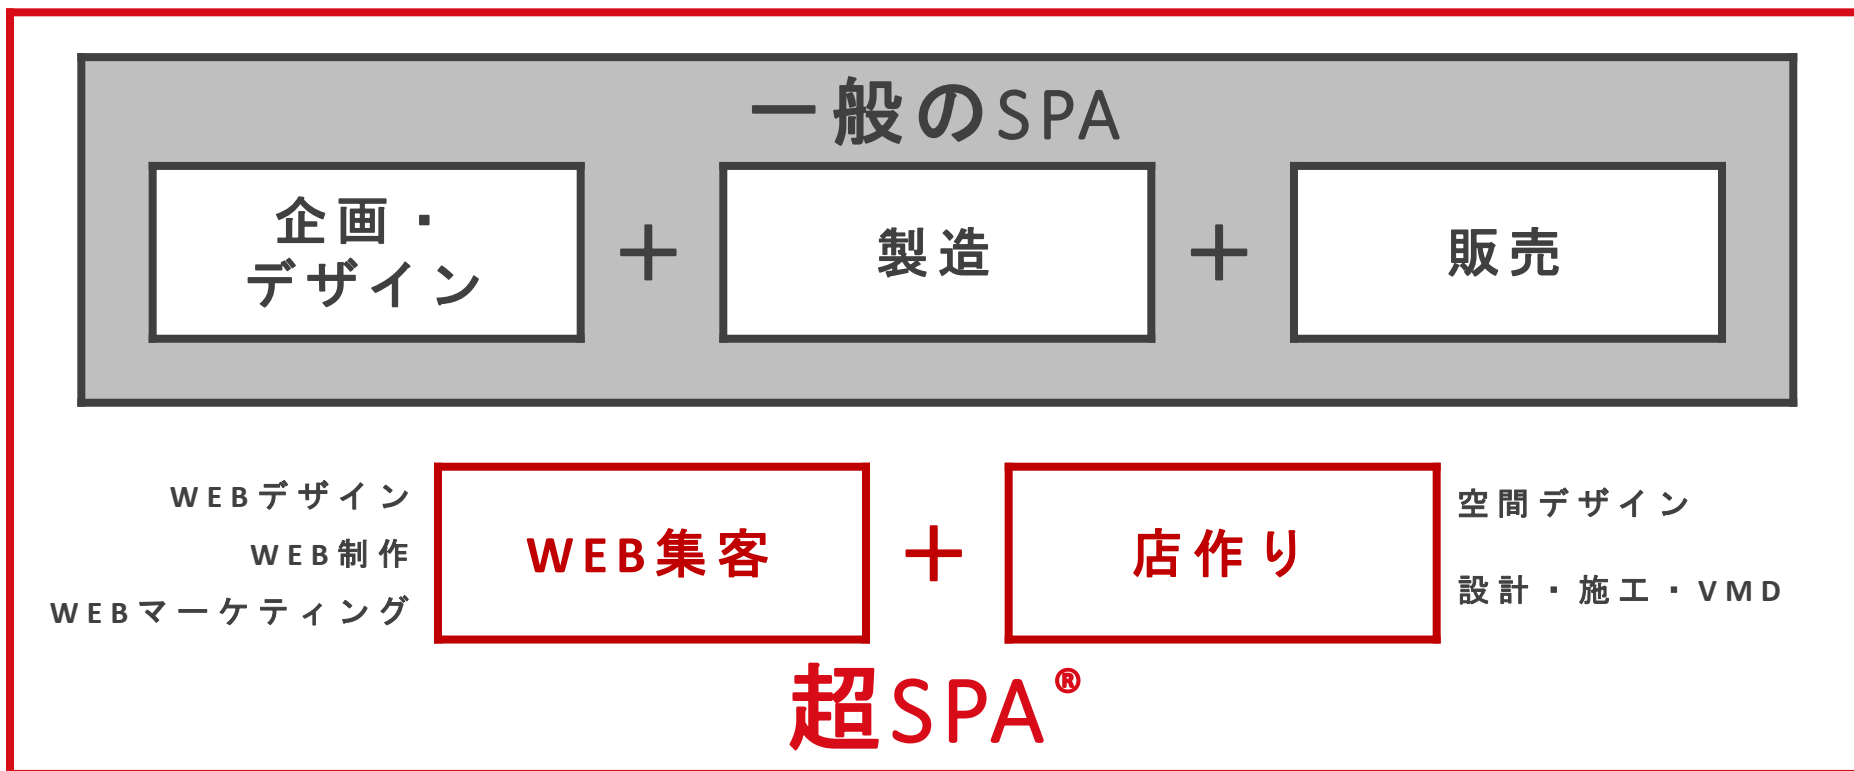 一般のSPA
企画・
デザイン
＋
製造
＋
販売
WEBデザイン
WEB制作
WEBマーケティング
WEB集客
＋
店作り
空間デザイン
設計・施工・VMD
超SPA®